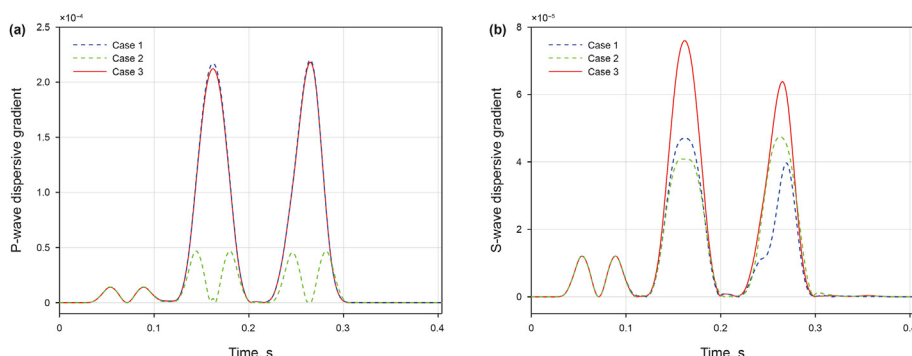 (a)
×10⁻⁴
2.5
2.0
1.5
1.0
0.5
0
P-wave dispersive gradient
Case 1
Case 2
Case 3
0 0.1 0.2 0.3 0.4
Time, s
(b)
×10⁻⁵
8
6
4
2
0
S-wave dispersive gradient
Case 1
Case 2
Case 3
0 0.1 0.2 0.3 0.4
Time, s